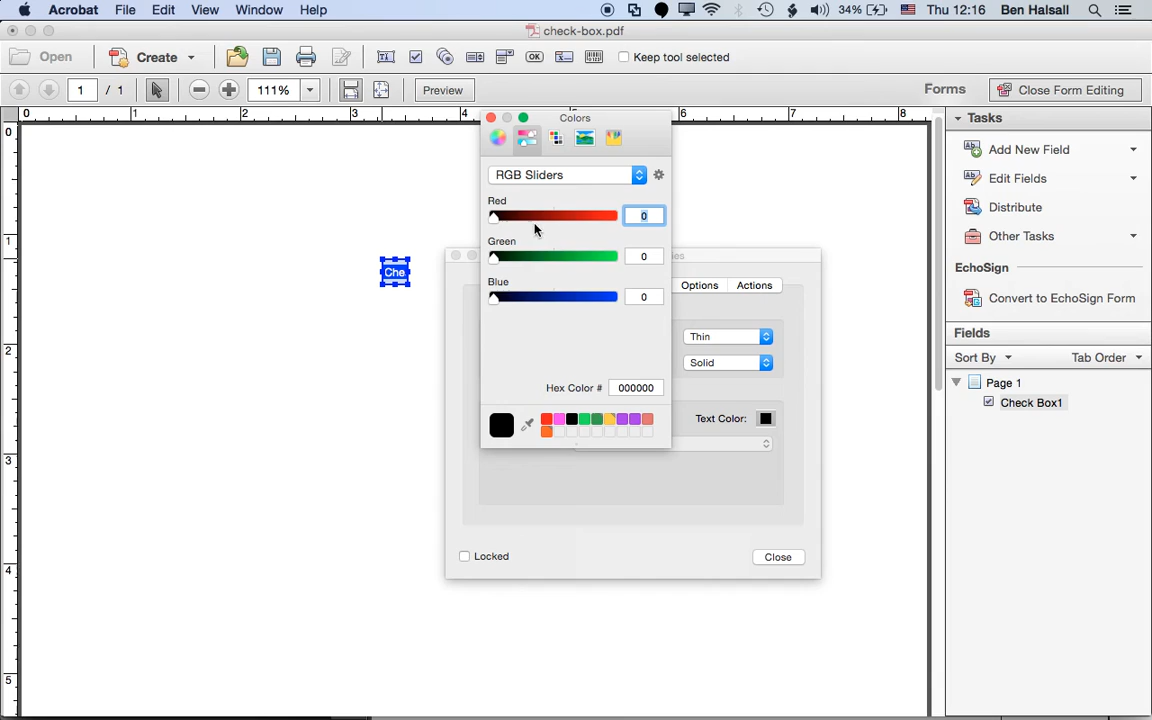 Acrobat File Edit View Window Help 34% Thu 12:16 Ben Halsall
check-box.pdf
Open Create OK Keep tool selected
1 / 1 111% Preview Forms Close Form Editing
0 4 7 8
Colors
Tasks
Add New Field
RGB Sliders
Edit Fields
Red
0
Distribute
Green
0
Other Tasks
Che
EchoSign
Blue
0
Options Actions
Convert to EchoSign Form
Thin
Fields
Solid
Sort By Tab Order
Page 1
Hex Color # 000000
Check Box1
Text Color:
Locked
Close
0
1
2
3
4
5